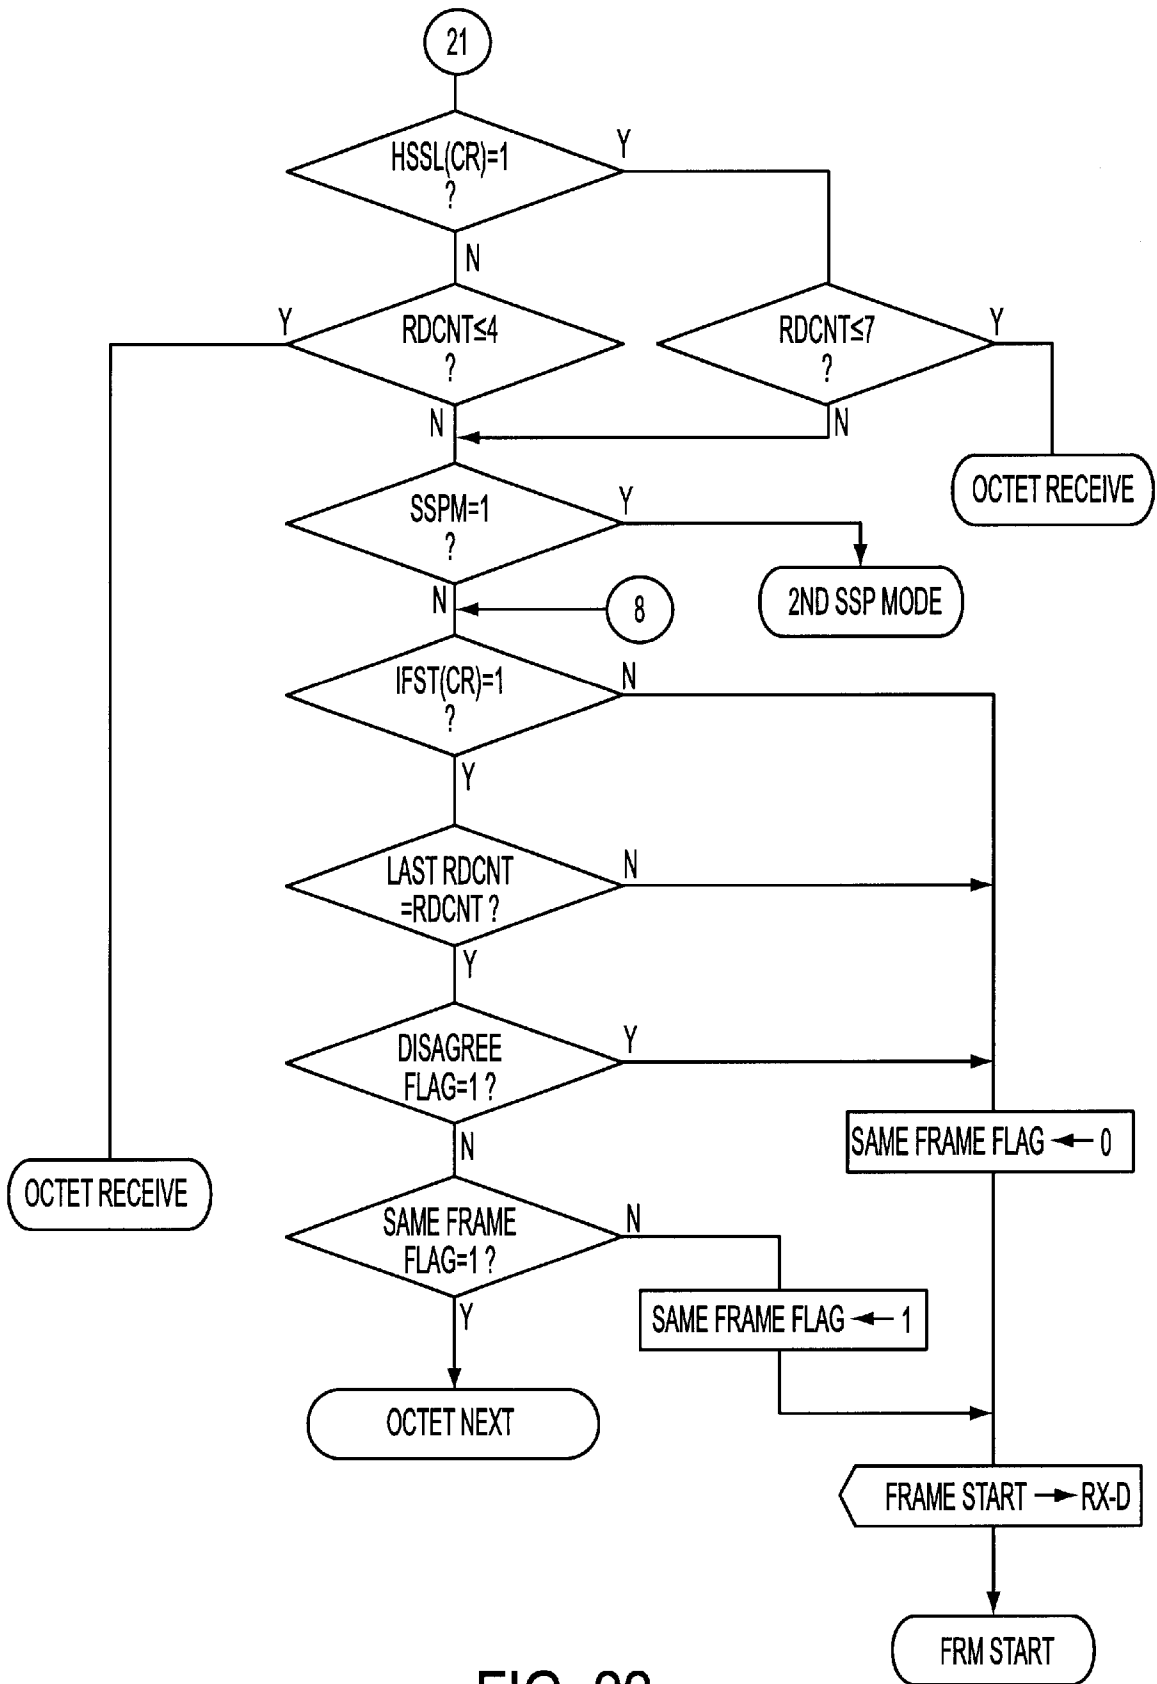 21
HSSL(CR)=1
?
Y
N
RDCNT≤4
?
Y
N
RDCNT≤7
?
Y
N
OCTET RECEIVE
SSPM=1
?
Y
N
2ND SSP MODE
8
IFST(CR)=1
?
N
Y
LAST RDCNT
=RDCNT ?
N
Y
DISAGREE
FLAG=1 ?
Y
N
SAME FRAME FLAG ← 0
OCTET RECEIVE
SAME FRAME
FLAG=1 ?
N
Y
SAME FRAME FLAG ← 1
OCTET NEXT
FRAME START → RX-D
FRM START
FIG.